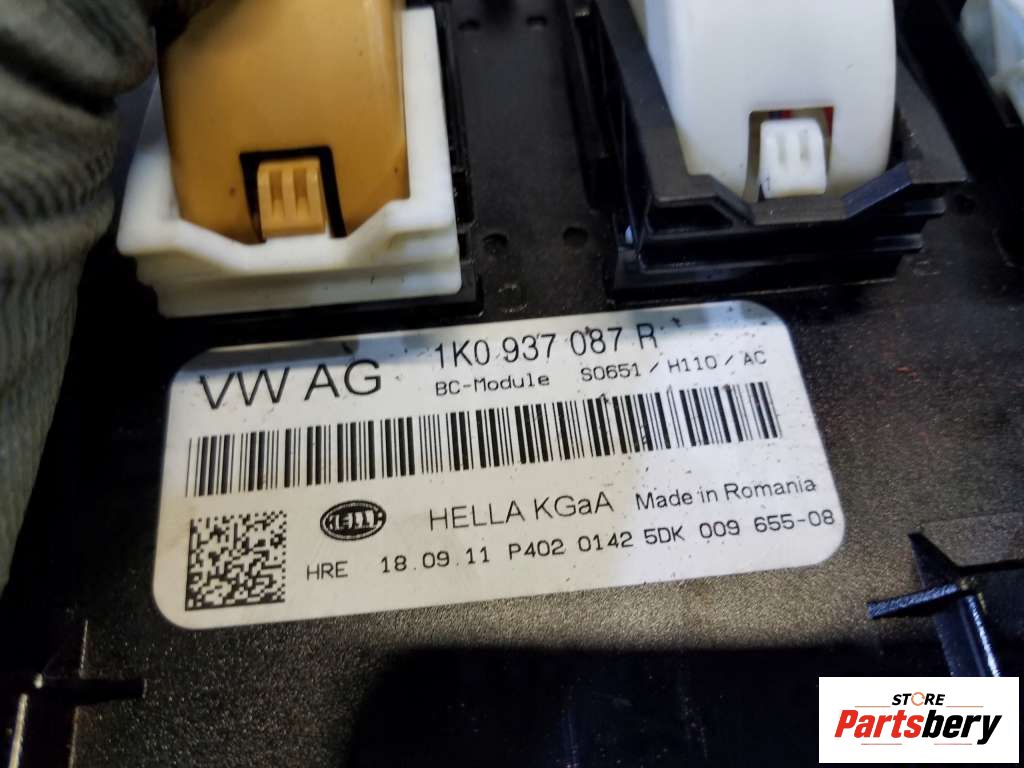 VW AG
1K0 937 087 R
BC-Module S0651 / H110 / AC
HELLA
HELLA KGaA Made in Romania
HRE 18.09.11 P402 0142 5DK 009 655-08
STORE
Partsbery